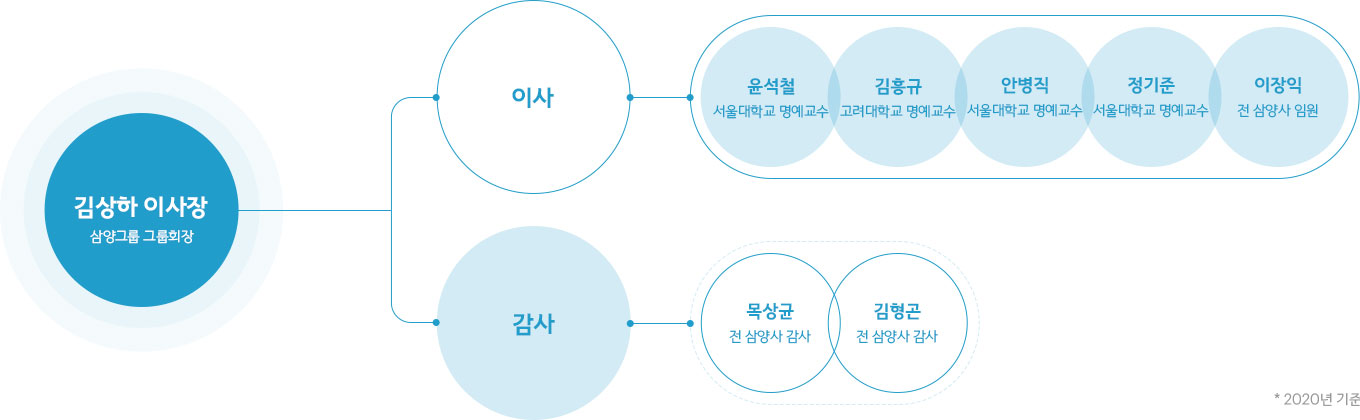 김상하 이사장
삼양그룹 그룹회장
이사
윤석철
서울대학교 명예교수
김흥규
고려대학교 명예교수
안병직
서울대학교 명예교수
정기준
서울대학교 명예교수
이장익
전 삼양사 임원
감사
목상균
전 삼양사 감사
김형곤
전 삼양사 감사
* 2020년 기준